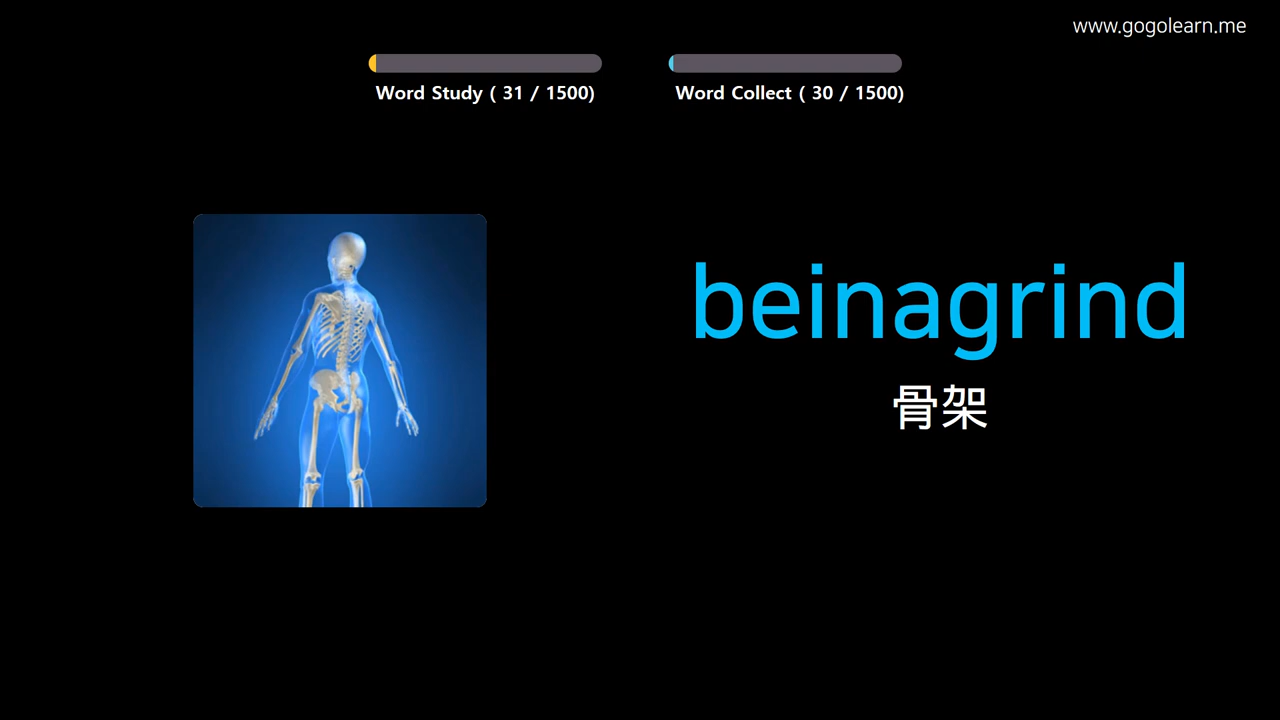 www.gogolearn.me
Word Study ( 31 / 1500)
Word Collect ( 30 / 1500)
beinagrind
骨架